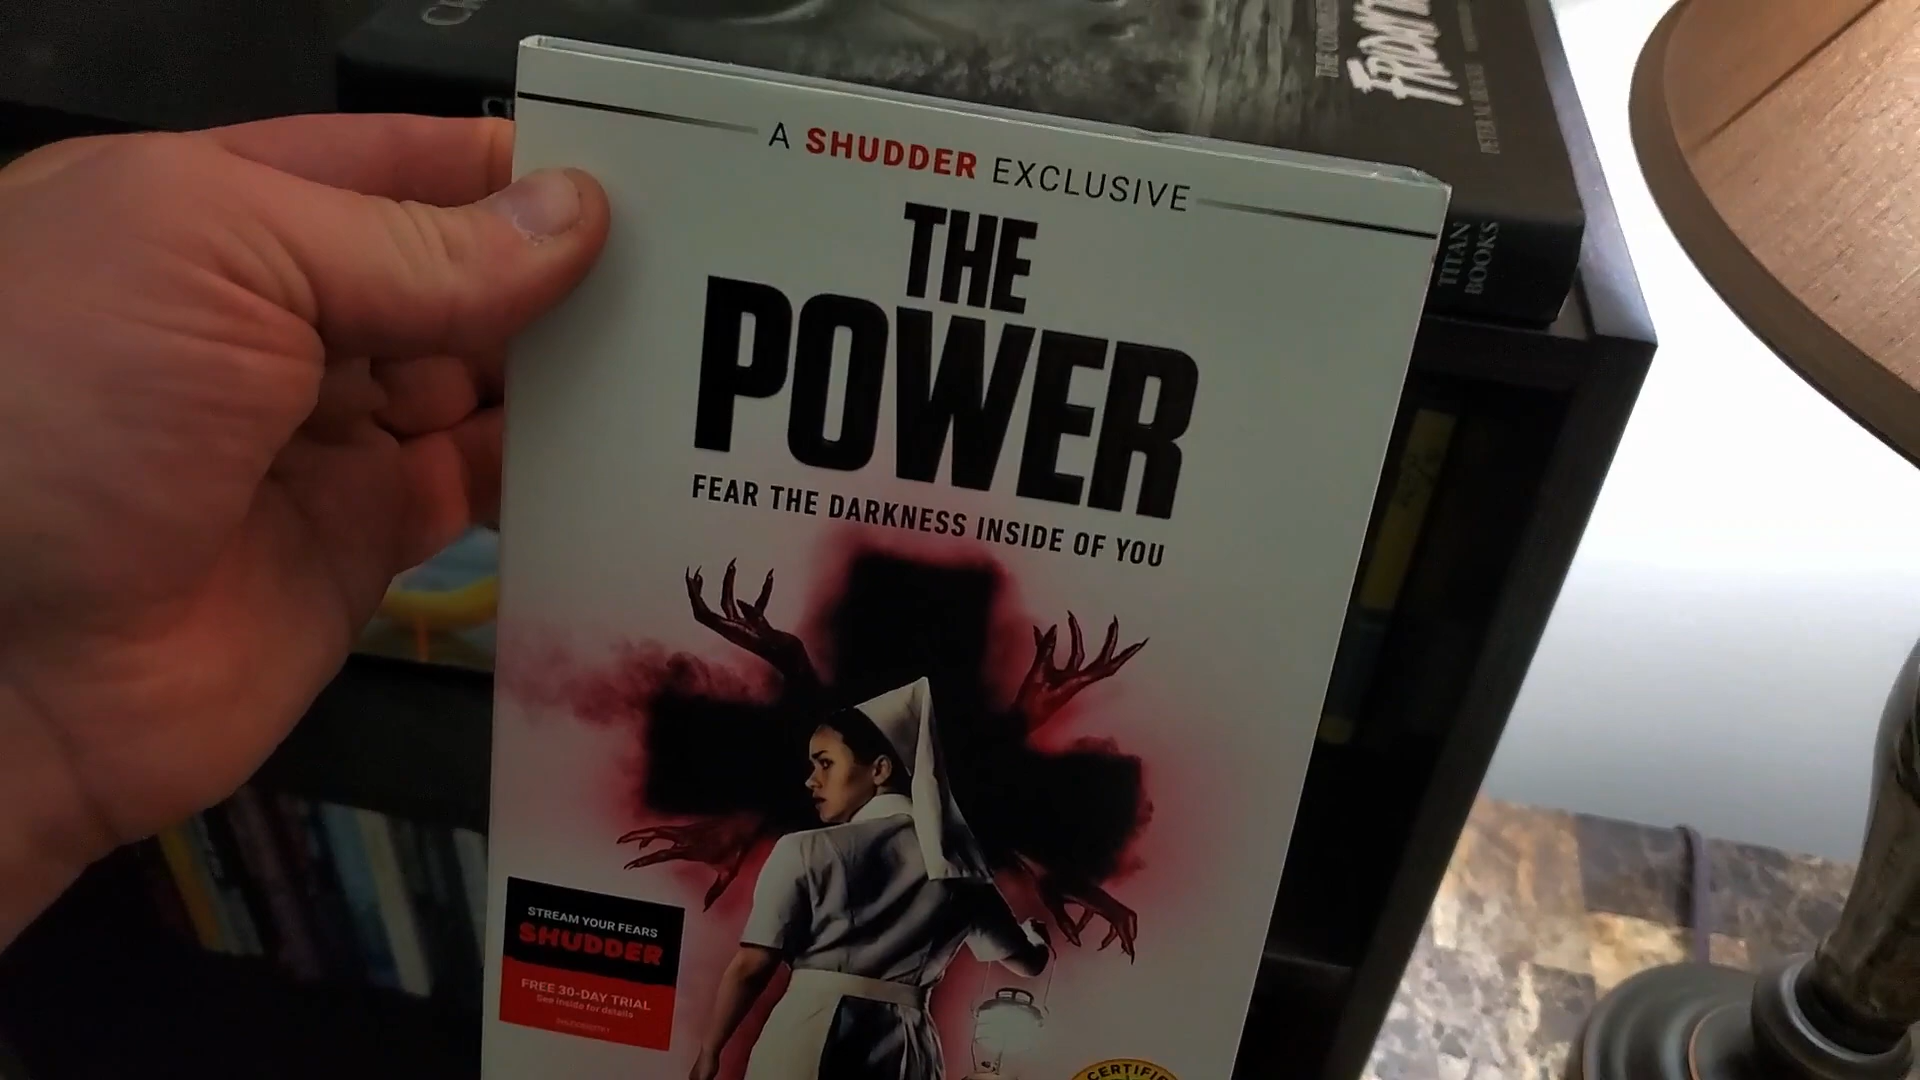 A SHUDDER EXCLUSIVE
THE
POWER
FEAR THE DARKNESS INSIDE OF YOU
STREAM YOUR FEARS
SHUDDER
FREE 30-DAY TRIAL
See inside for details
TITAN
BOOKS